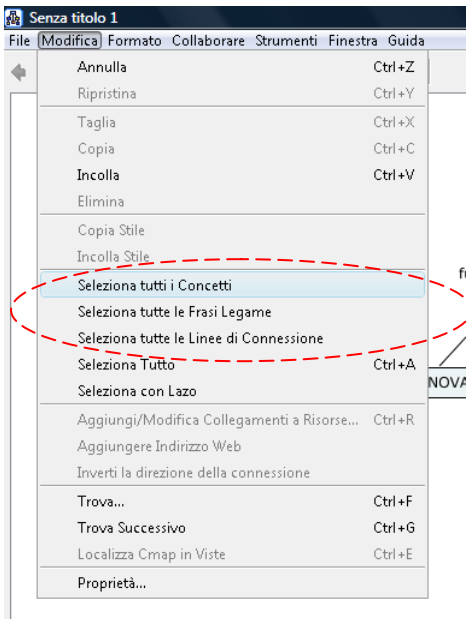 Senza titolo 1
File Modifica Formato Collaborare Strumenti Finestra Guida
Annulla Ctrl+Z
Ripristina Ctrl+Y
Taglia Ctrl+X
Copia Ctrl+C
Incolla Ctrl+V
Elimina
Copia Stile
Incolla Stile
Seleziona tutti i Concetti
Seleziona tutte le Frasi Legame
Seleziona tutte le Linee di Connessione
Seleziona Tutto Ctrl+A
Seleziona con Lazo
Aggiungi/Modifica Collegamenti a Risorse... Ctrl+R
Aggiungere Indirizzo Web
Inverti la direzione della connessione
Trova... Ctrl+F
Trova Successivo Ctrl+G
Localizza Cmap in Viste Ctrl+E
Proprietà...